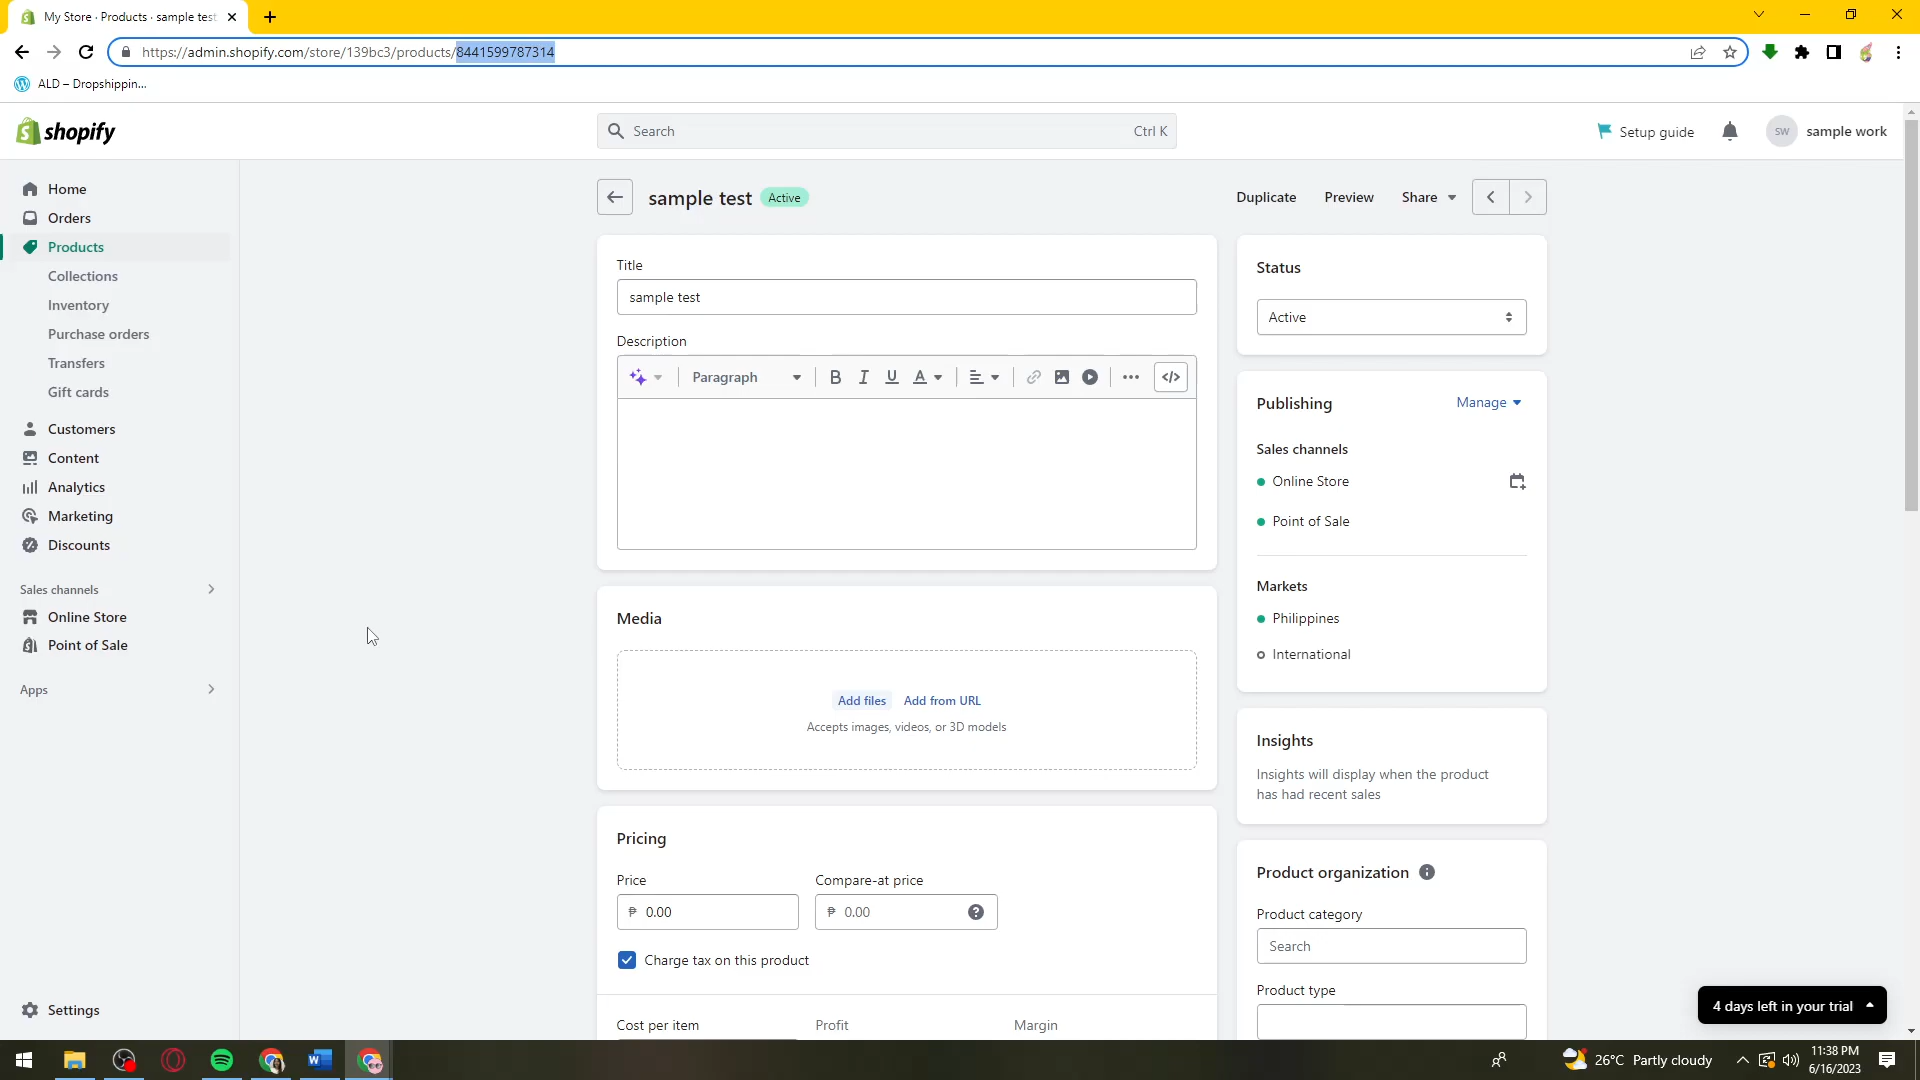 My Store · Products · sample test
https://admin.shopify.com/store/139bc3/products/8441599787314
ALD – Dropshippin...
shopify
Search
Ctrl K
Setup guide
SW
sample work
Home
Orders
Products
Collections
Inventory
Purchase orders
Transfers
Gift cards
Customers
Content
Analytics
Marketing
Discounts
Sales channels
Online Store
Point of Sale
Apps
Settings
sample test
Active
Duplicate
Preview
Share
Title
sample test
Description
Paragraph
B I U A
</>
Media
Add files
Add from URL
Accepts images, videos, or 3D models
Pricing
Price
Compare-at price
₱ 0.00
₱ 0.00
Charge tax on this product
Cost per item
Profit
Margin
Status
Active
Publishing
Manage
Sales channels
Online Store
Point of Sale
Markets
Philippines
International
Insights
Insights will display when the product
has had recent sales
Product organization
Product category
Search
Product type
4 days left in your trial
26°C Partly cloudy
11:38 PM
6/16/2023